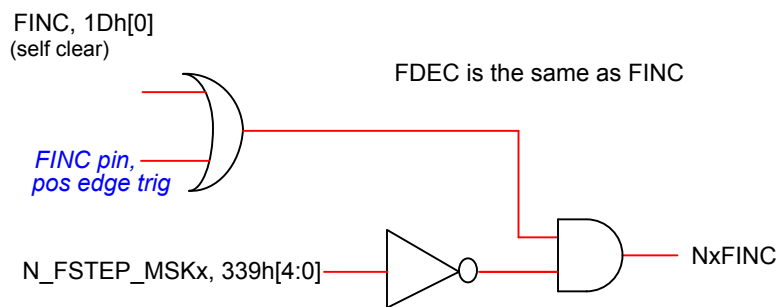 FINC, 1Dh[0]
(self clear)
FDEC is the same as FINC
FINC pin,
pos edge trig
N_FSTEP_MSKx, 339h[4:0]
NxFINC